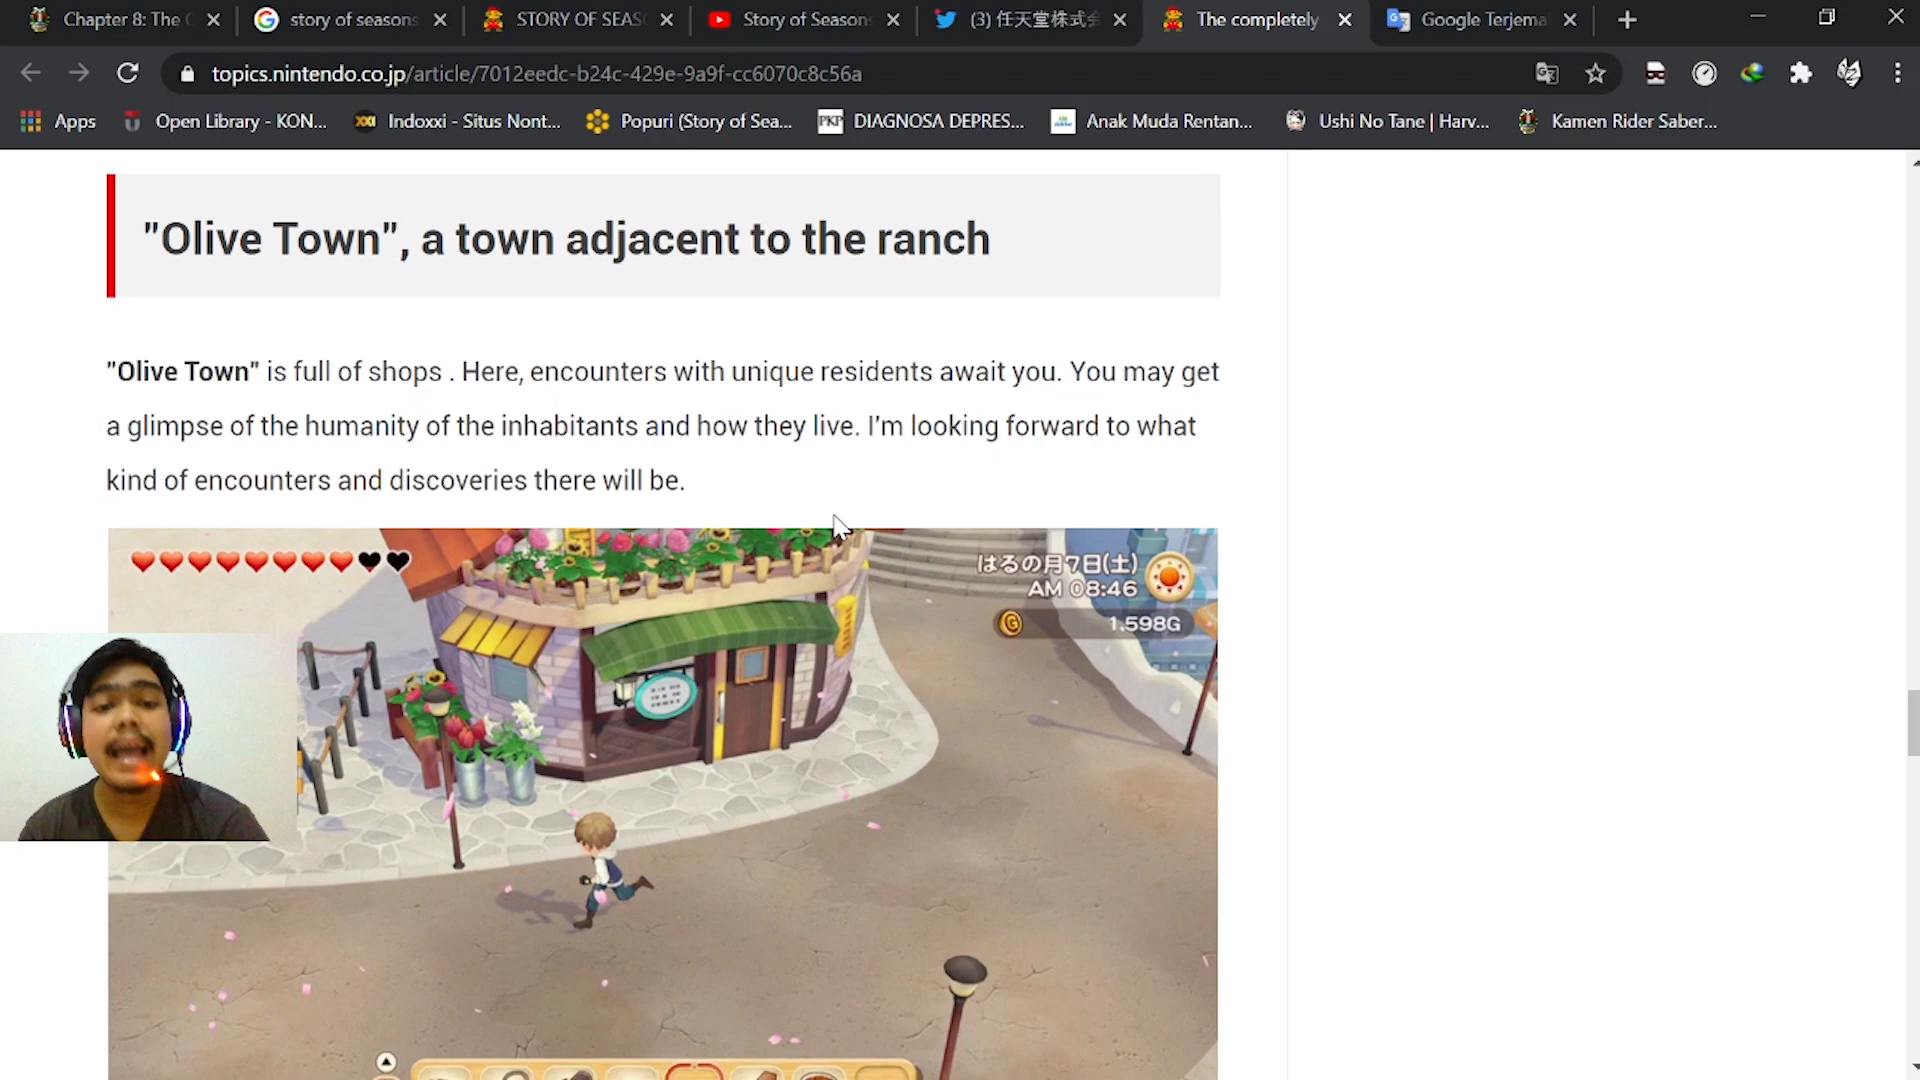 Chapter 8: The
story of seasons
STORY OF SEAS
Story of Seasons
(3) 任天堂株式会
The completely
Google Terjema
topics.nintendo.co.jp/article/7012eedc-b24c-429e-9a9f-cc6070c8c56a
Apps
Open Library - KON...
Indoxxi - Situs Nont...
Popuri (Story of Sea...
PKP DIAGNOSA DEPRES...
Anak Muda Rentan...
Ushi No Tane | Harv...
Kamen Rider Saber...
"Olive Town", a town adjacent to the ranch
"Olive Town" is full of shops . Here, encounters with unique residents await you. You may get
a glimpse of the humanity of the inhabitants and how they live. I'm looking forward to what
kind of encounters and discoveries there will be.
はるの月7日(土)
AM 08:46
G 1,598G